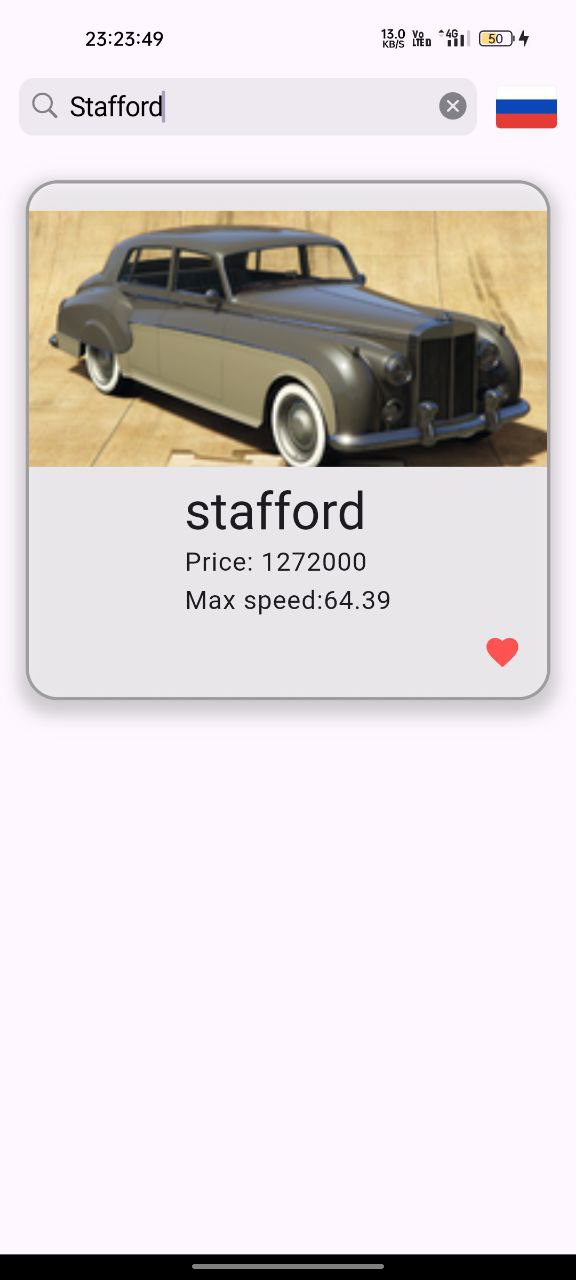 23:23:49
13.0 KB/S Vo LTE D 4G 50
Stafford
stafford
Price: 1272000
Max speed:64.39